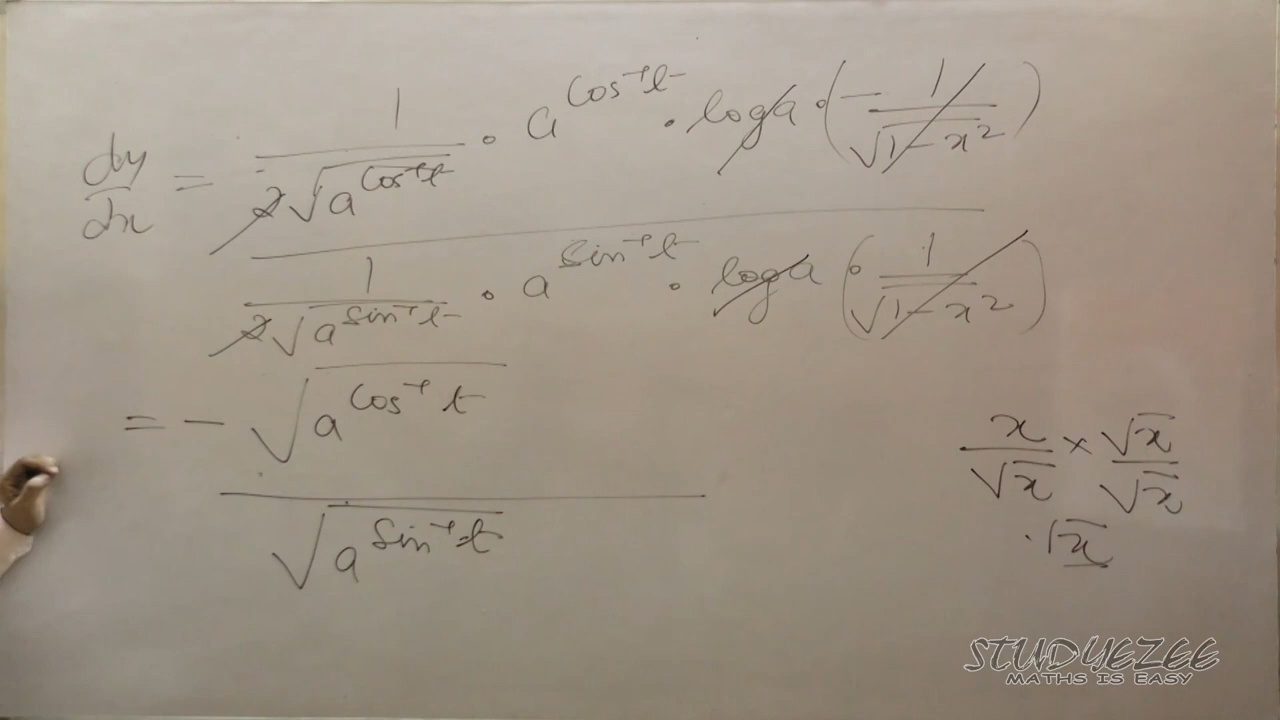 dy/dx = 1/(2√(a^(cos⁻¹t))) · a^(cos⁻¹t) · log a · (− 1/√(1−x²))
1/(2√(a^(sin⁻¹t))) · a^(sin⁻¹t) · log a (· 1/√(1−x²))
= − √(a^(cos⁻¹ t))
√(a^(sin⁻¹t))
x/√x × √x/√x
·√x
STUDYEZEE
MATHS IS EASY